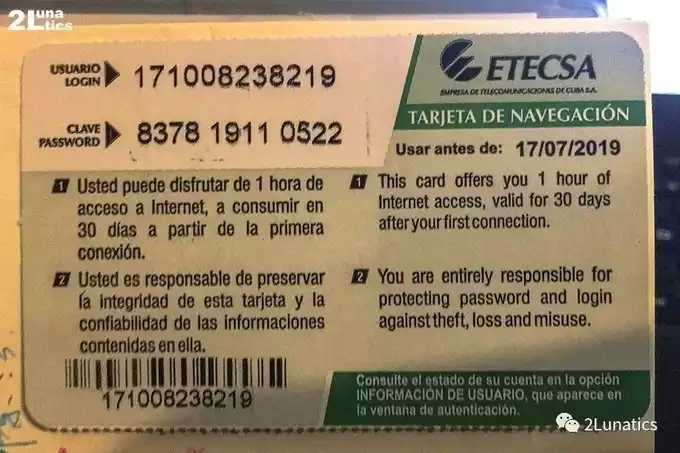 2Lunatics
USUARIO
LOGIN
171008238219
CLAVE
PASSWORD
8378 1911 0522
ETECSA
EMPRESA DE TELECOMUNICACIONES DE CUBA S.A.
TARJETA DE NAVEGACIÓN
Usar antes de: 17/07/2019
1 Usted puede disfrutar de 1 hora de
acceso a Internet, a consumir en
30 días a partir de la primera
conexión.
2 Usted es responsable de preservar
la integridad de esta tarjeta y la
confiabilidad de las informaciones
contenidas en ella.
1 This card offers you 1 hour of
Internet access, valid for 30 days
after your first connection.
2 You are entirely responsible for
protecting password and login
against theft, loss and misuse.
171008238219
Consulte el estado de su cuenta en la opción
INFORMACIÓN DE USUARIO, que aparece en
la ventana de autenticación.
2Lunatics